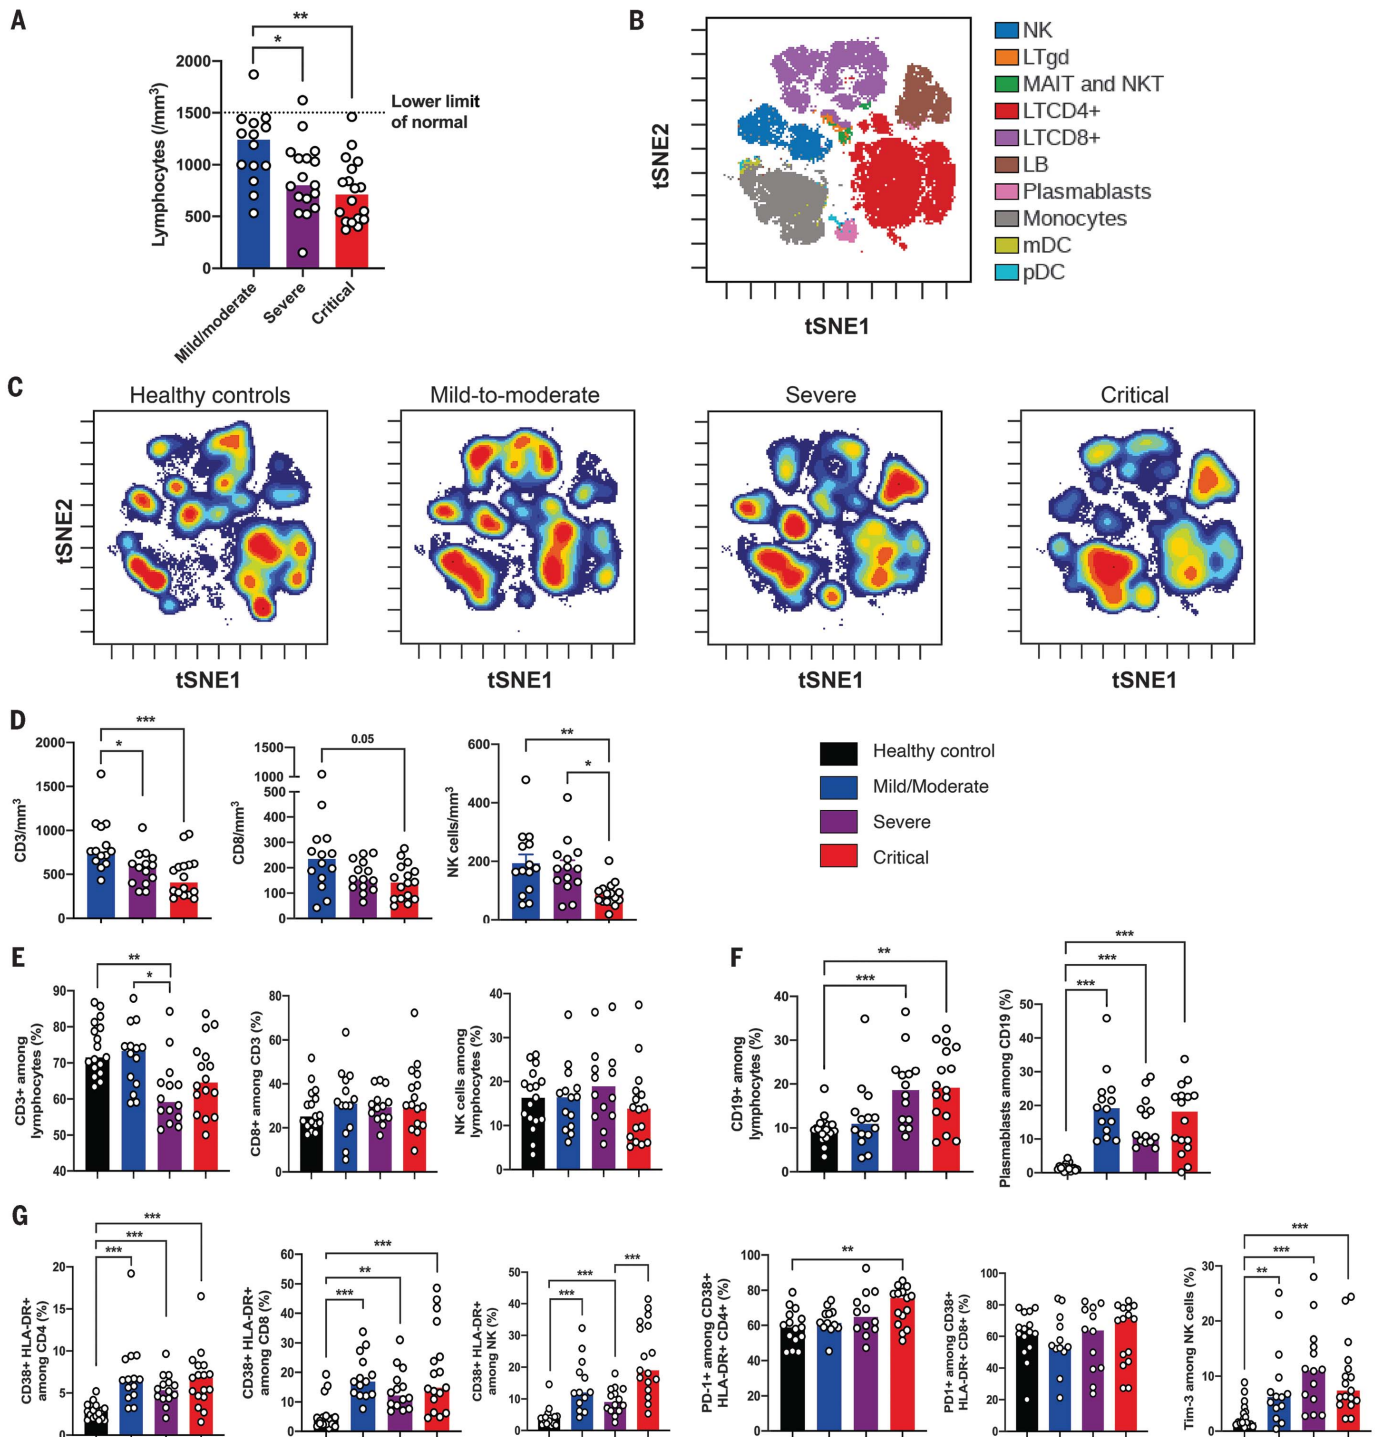 A
**
*
2000
1500
1000
500
0
Lymphocytes (/mm³)
Lower limit
of normal
Mild/moderate
Severe
Critical
B
tSNE2
tSNE1
NK
LTgd
MAIT and NKT
LTCD4+
LTCD8+
LB
Plasmablasts
Monocytes
mDC
pDC
C
Healthy controls
Mild-to-moderate
Severe
Critical
tSNE2
tSNE1
tSNE1
tSNE1
tSNE1
D
***
*
2000
1500
1000
500
0
CD3/mm³
0.05
1500
1000
500
400
300
200
100
0
CD8/mm³
**
*
600
400
200
0
NK cells/mm³
Healthy control
Mild/Moderate
Severe
Critical
E
**
*
90
80
70
60
50
40
CD3+ among
lymphocytes (%)
80
60
40
20
0
CD8+ among CD3 (%)
40
30
20
10
0
NK cells among
lymphocytes (%)
F
**
***
40
30
20
10
0
CD19+ among
lymphocytes (%)
***
***
***
50
40
30
20
10
0
Plasmablasts among CD19 (%)
G
***
***
***
20
15
10
5
0
CD38+ HLA-DR+
among CD4 (%)
***
**
***
60
50
40
30
20
10
0
CD38+ HLA-DR+
among CD8 (%)
***
***
***
50
40
30
20
10
0
CD38+ HLA-DR+
among NK (%)
**
100
80
60
40
20
0
PD-1+ among CD38+
HLA-DR+ CD4+ (%)
100
80
60
40
20
0
PD1+ among CD38+
HLA-DR+ CD8+ (%)
***
***
**
30
20
10
0
Tim-3 among NK cells (%)